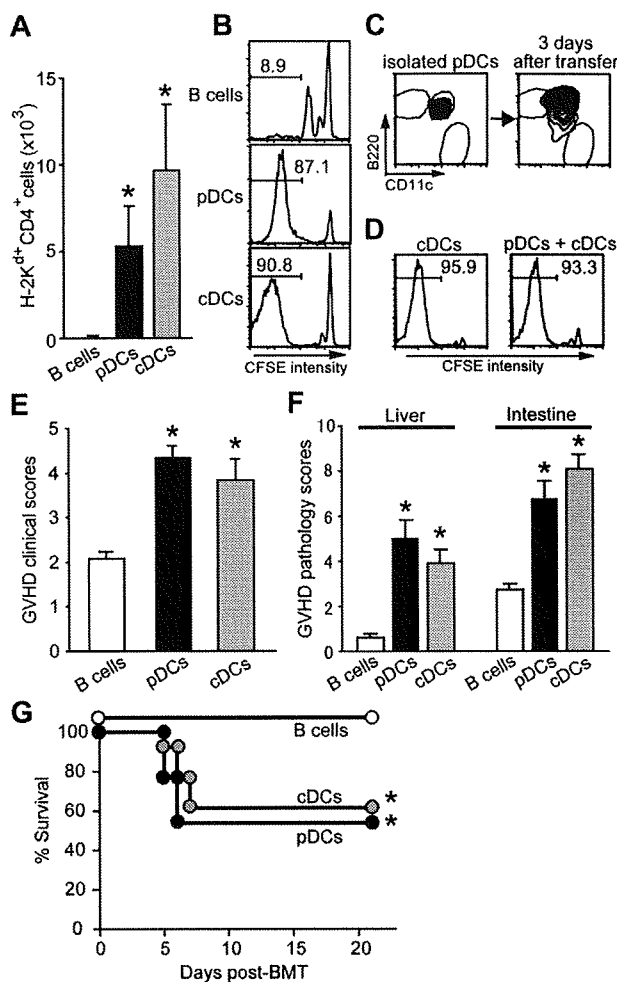 A
H-2Kd+ CD4+ cells (x10³)
15
10
5
0
*
*
B cells
pDCs
cDCs
B
B cells
8.9
pDCs
87.1
cDCs
90.8
CFSE intensity
C
isolated pDCs
3 days
after transfer
B220
CD11c
D
cDCs
95.9
pDCs + cDCs
93.3
CFSE intensity
E
GVHD clinical scores
5
4
3
2
1
0
*
*
B cells
pDCs
cDCs
F
Liver
Intestine
GVHD pathology scores
10
8
6
4
2
0
*
*
*
*
B cells
pDCs
cDCs
B cells
pDCs
cDCs
G
% Survival
100
80
60
40
20
0
B cells
cDCs
*
pDCs
*
0
5
10
15
20
Days post-BMT